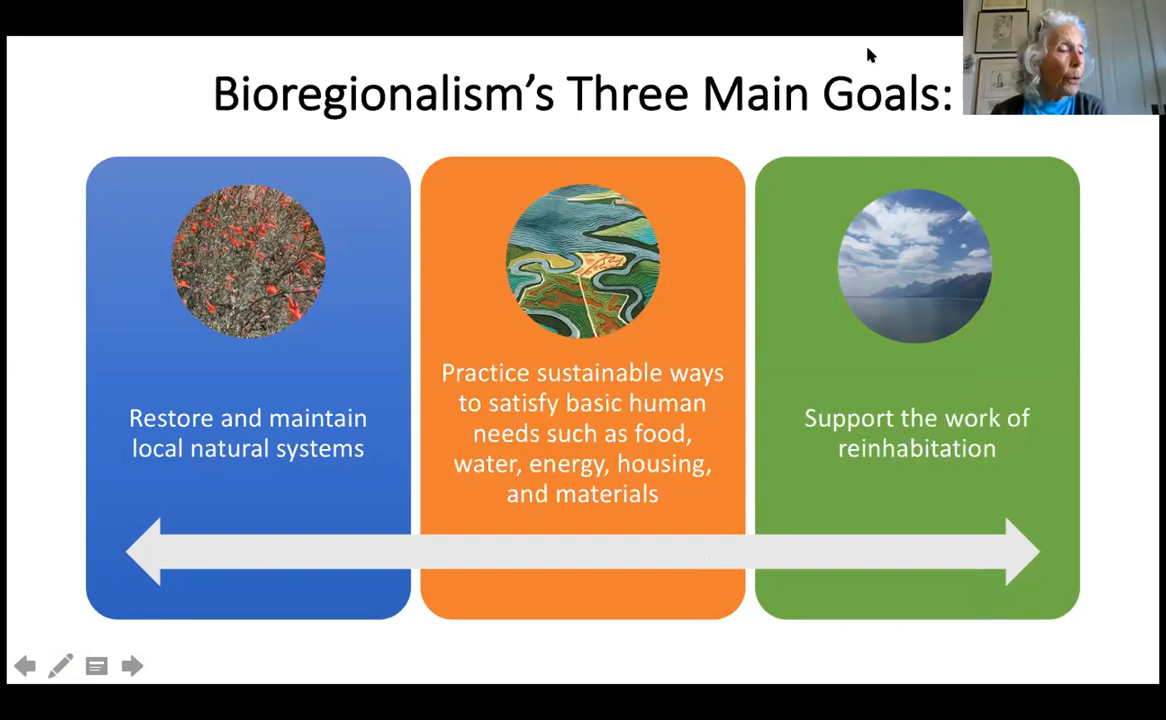 Bioregionalism's Three Main Goals:
Restore and maintain
local natural systems
Practice sustainable ways
to satisfy basic human
needs such as food,
water, energy, housing,
and materials
Support the work of
reinhabitation